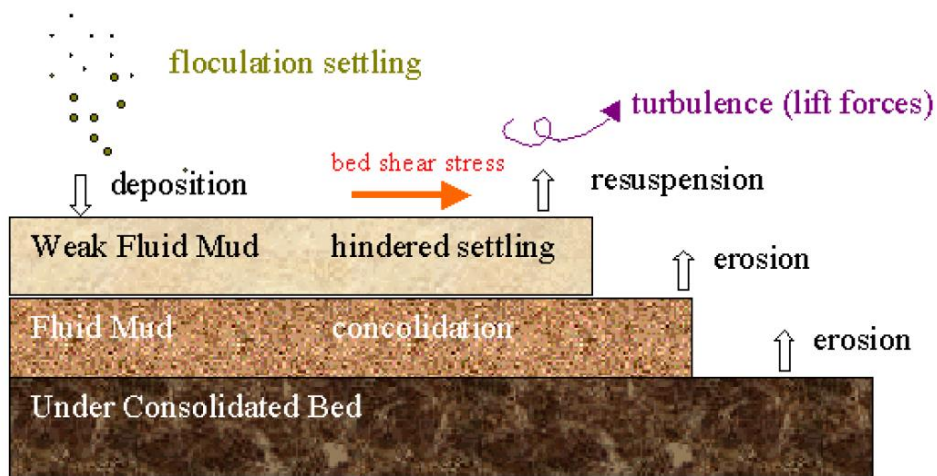 floculation settling
turbulence (lift forces)
bed shear stress
deposition
resuspension
Weak Fluid Mud hindered settling
erosion
Fluid Mud concolidation
erosion
Under Consolidated Bed